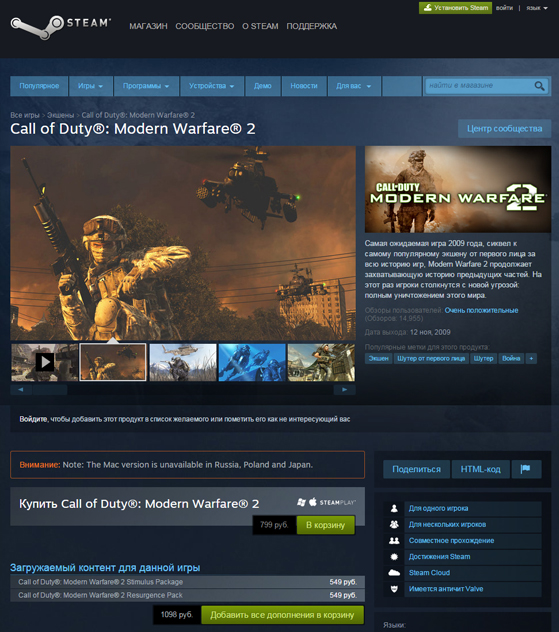 Установить Steam войти | язык
STEAM МАГАЗИН СООБЩЕСТВО О STEAM ПОДДЕРЖКА
Популярное Игры Программы Устройства Демо Новости Для вас найти в магазине
Все игры > Экшены > Call of Duty®: Modern Warfare® 2
Call of Duty®: Modern Warfare® 2
Центр сообщества
CALL OF DUTY
MODERN WARFARE 2
Самая ожидаемая игра 2009 года, сиквел к
самому популярному экшену от первого лица за
всю историю игр, Modern Warfare 2 продолжает
захватывающую историю предыдущих частей. На
этот раз игроки столкнутся с новой угрозой:
полным уничтожением этого мира.
Обзоры пользователей: Очень положительные
(Обзоров: 14,955)
Дата выхода: 12 ноя, 2009
Популярные метки для этого продукта:
Экшен Шутер от первого лица Шутер Война +
Войдите, чтобы добавить этот продукт в список желаемого или пометить его как не интересующий вас
Внимание: Note: The Mac version is unavailable in Russia, Poland and Japan.
Купить Call of Duty®: Modern Warfare® 2
STEAMPLAY
799 руб. В корзину
Загружаемый контент для данной игры
Call of Duty®: Modern Warfare® 2 Stimulus Package 549 руб.
Call of Duty®: Modern Warfare® 2 Resurgence Pack 549 руб.
1098 руб. Добавить все дополнения в корзину
Поделиться HTML-код
Для одного игрока
Для нескольких игроков
Совместное прохождение
Достижения Steam
Steam Cloud
Имеется античит Valve
Языки: